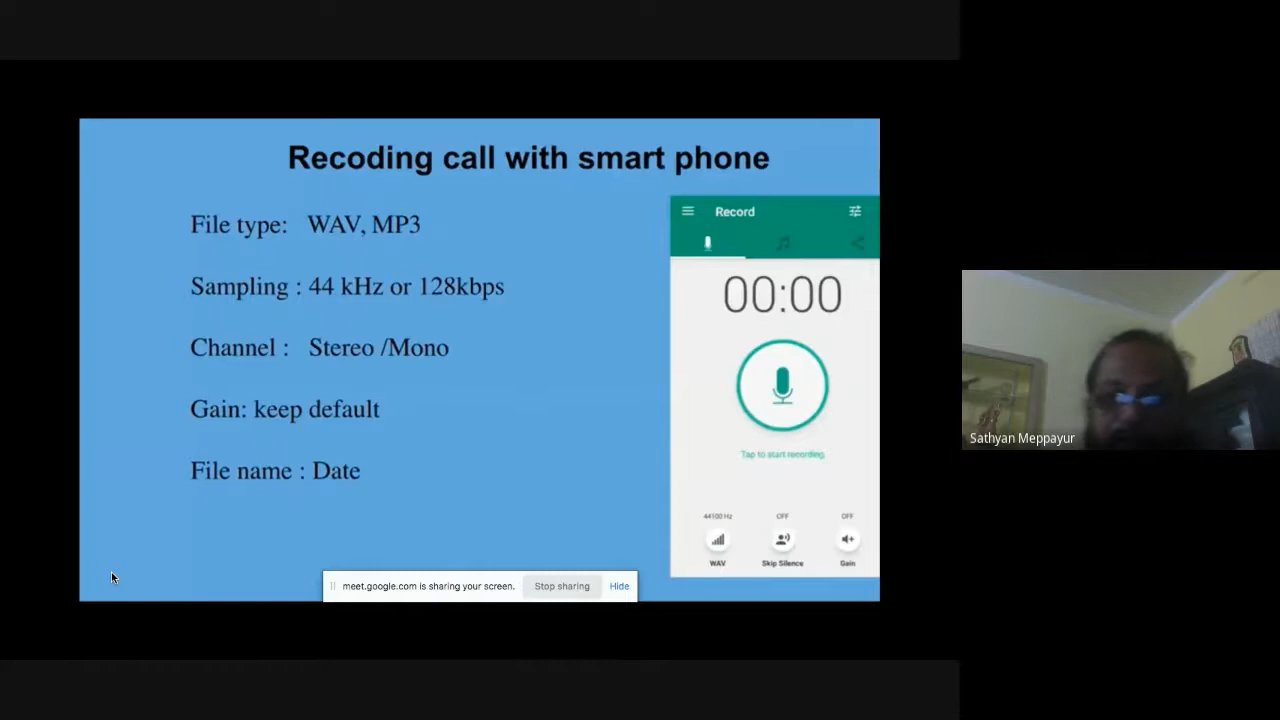 Recoding call with smart phone
File type: WAV, MP3
Sampling : 44 kHz or 128kbps
Channel : Stereo /Mono
Gain: keep default
File name : Date
Record
00:00
Tap to start recording
44100 Hz OFF OFF
WAV Skip Silence Gain
meet.google.com is sharing your screen. Stop sharing Hide
Sathyan Meppayur